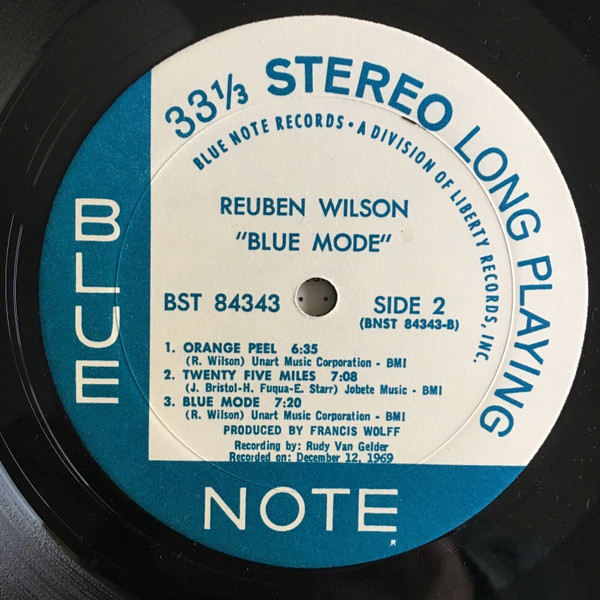 33⅓ STEREO LONG PLAYING
BLUE NOTE RECORDS • A DIVISION OF LIBERTY RECORDS, INC.
REUBEN WILSON
"BLUE MODE"
BST 84343
SIDE 2
(BNST 84343-B)
1. ORANGE PEEL 6:35
(R. Wilson) Unart Music Corporation - BMI
2. TWENTY FIVE MILES 7:08
(J. Bristol-H. Fuqua-E. Starr) Jobete Music - BMI
3. BLUE MODE 7:20
(R. Wilson) Unart Music Corporation - BMI
PRODUCED BY FRANCIS WOLFF
Recording by: Rudy Van Gelder
Recorded on: December 12, 1969
BLUE
NOTE